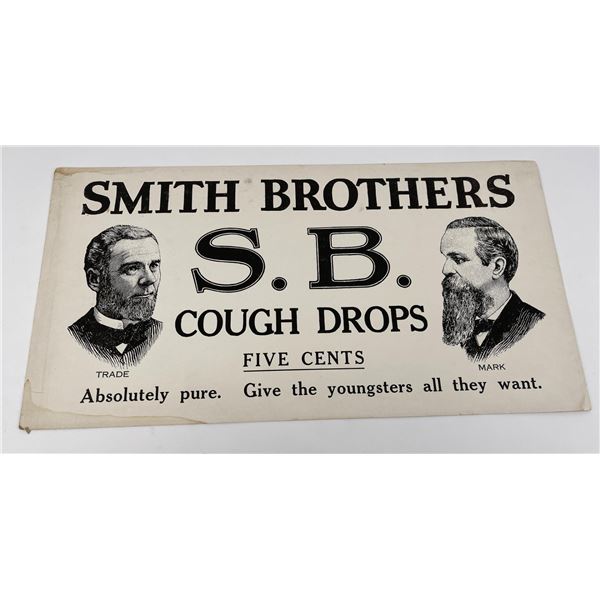 SMITH BROTHERS
S. B.
COUGH DROPS
FIVE CENTS
TRADE
MARK
Absolutely pure. Give the youngsters all they want.